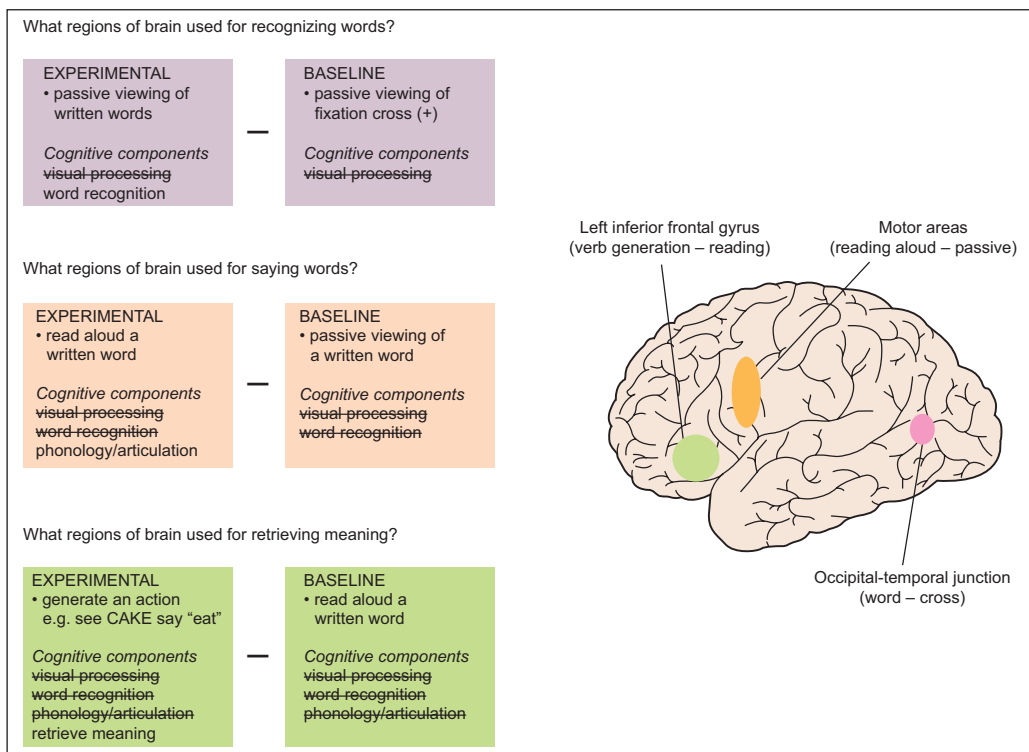 What regions of brain used for recognizing words?
EXPERIMENTAL
• passive viewing of
written words
Cognitive components
visual processing
word recognition
–
BASELINE
• passive viewing of
fixation cross (+)
Cognitive components
visual processing
What regions of brain used for saying words?
EXPERIMENTAL
• read aloud a
written word
Cognitive components
visual processing
word recognition
phonology/articulation
–
BASELINE
• passive viewing of
a written word
Cognitive components
visual processing
word recognition
What regions of brain used for retrieving meaning?
EXPERIMENTAL
• generate an action
e.g. see CAKE say “eat”
Cognitive components
visual processing
word recognition
phonology/articulation
retrieve meaning
–
BASELINE
• read aloud a
written word
Cognitive components
visual processing
word recognition
phonology/articulation
Left inferior frontal gyrus
(verb generation – reading)
Motor areas
(reading aloud – passive)
Occipital-temporal junction
(word – cross)